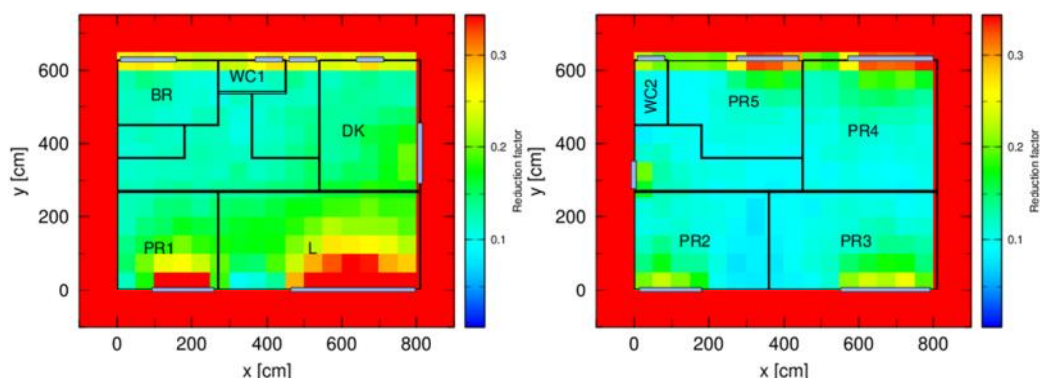 600
400
200
0
y [cm]
BR
WC1
DK
PR1
L
0 200 400 600 800
x [cm]
0.3
0.2
0.1
Reduction factor
600
400
200
0
y [cm]
WC2
PR5
PR4
PR2
PR3
0 200 400 600 800
x [cm]
0.3
0.2
0.1
Reduction factor